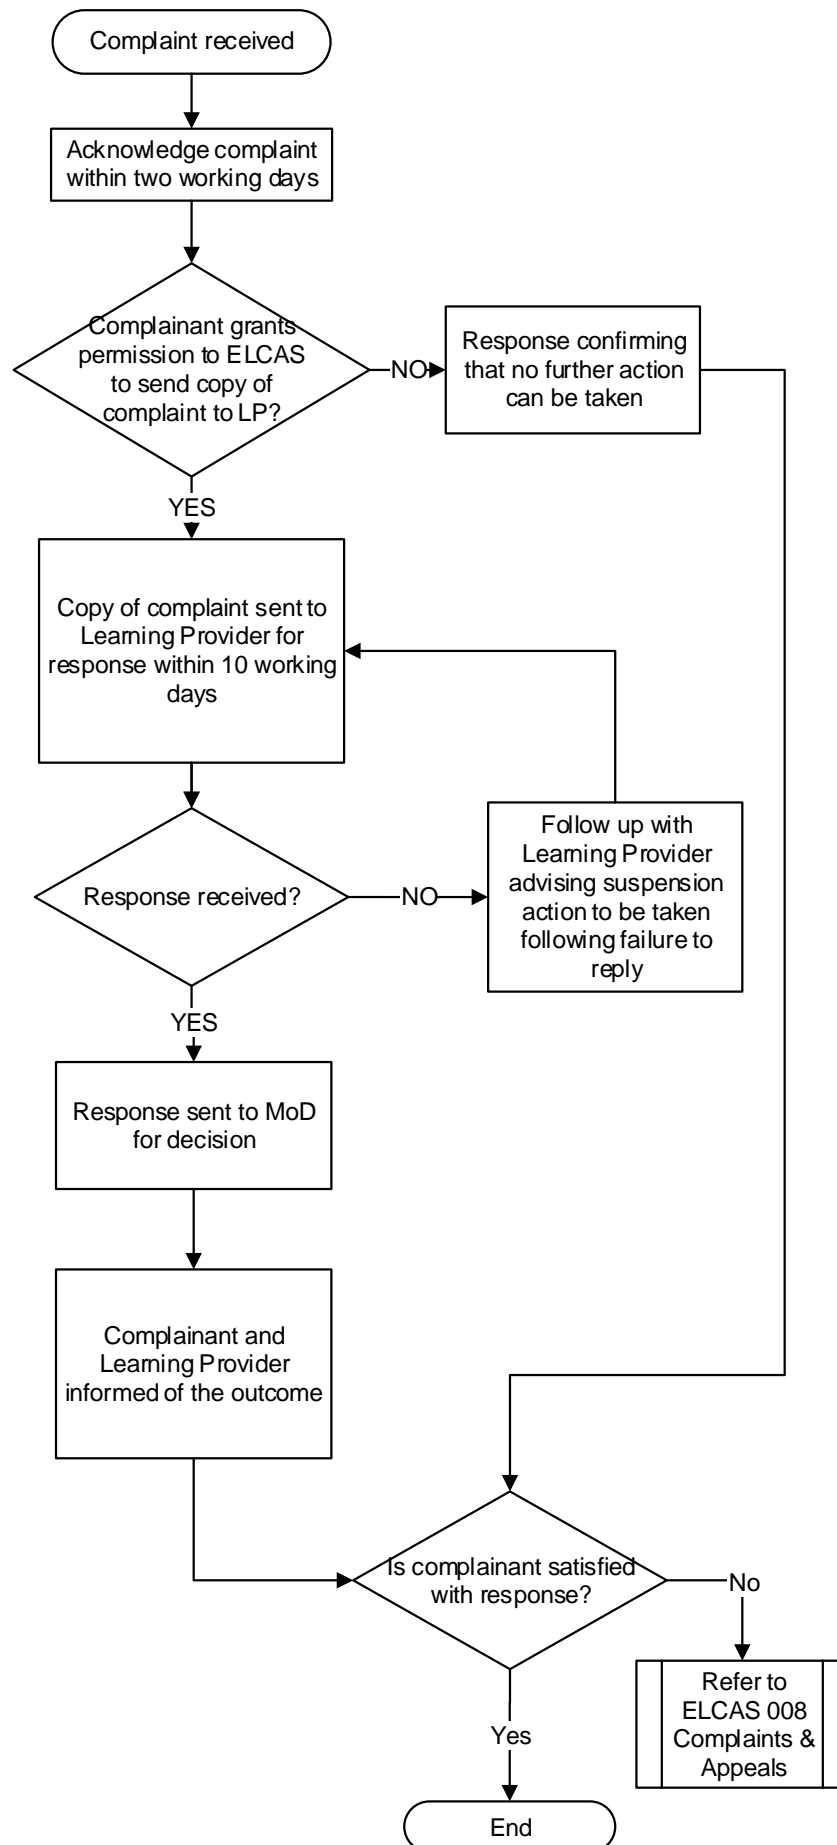 Complaint received
Acknowledge complaint
within two working days
Complainant grants
permission to ELCAS
to send copy of
complaint to LP?
NO
Response confirming
that no further action
can be taken
YES
Copy of complaint sent to
Learning Provider for
response within 10 working
days
Response received?
NO
Follow up with
Learning Provider
advising suspension
action to be taken
following failure to
reply
YES
Response sent to MoD
for decision
Complainant and
Learning Provider
informed of the outcome
Is complainant satisfied
with response?
No
Refer to
ELCAS 008
Complaints &
Appeals
Yes
End